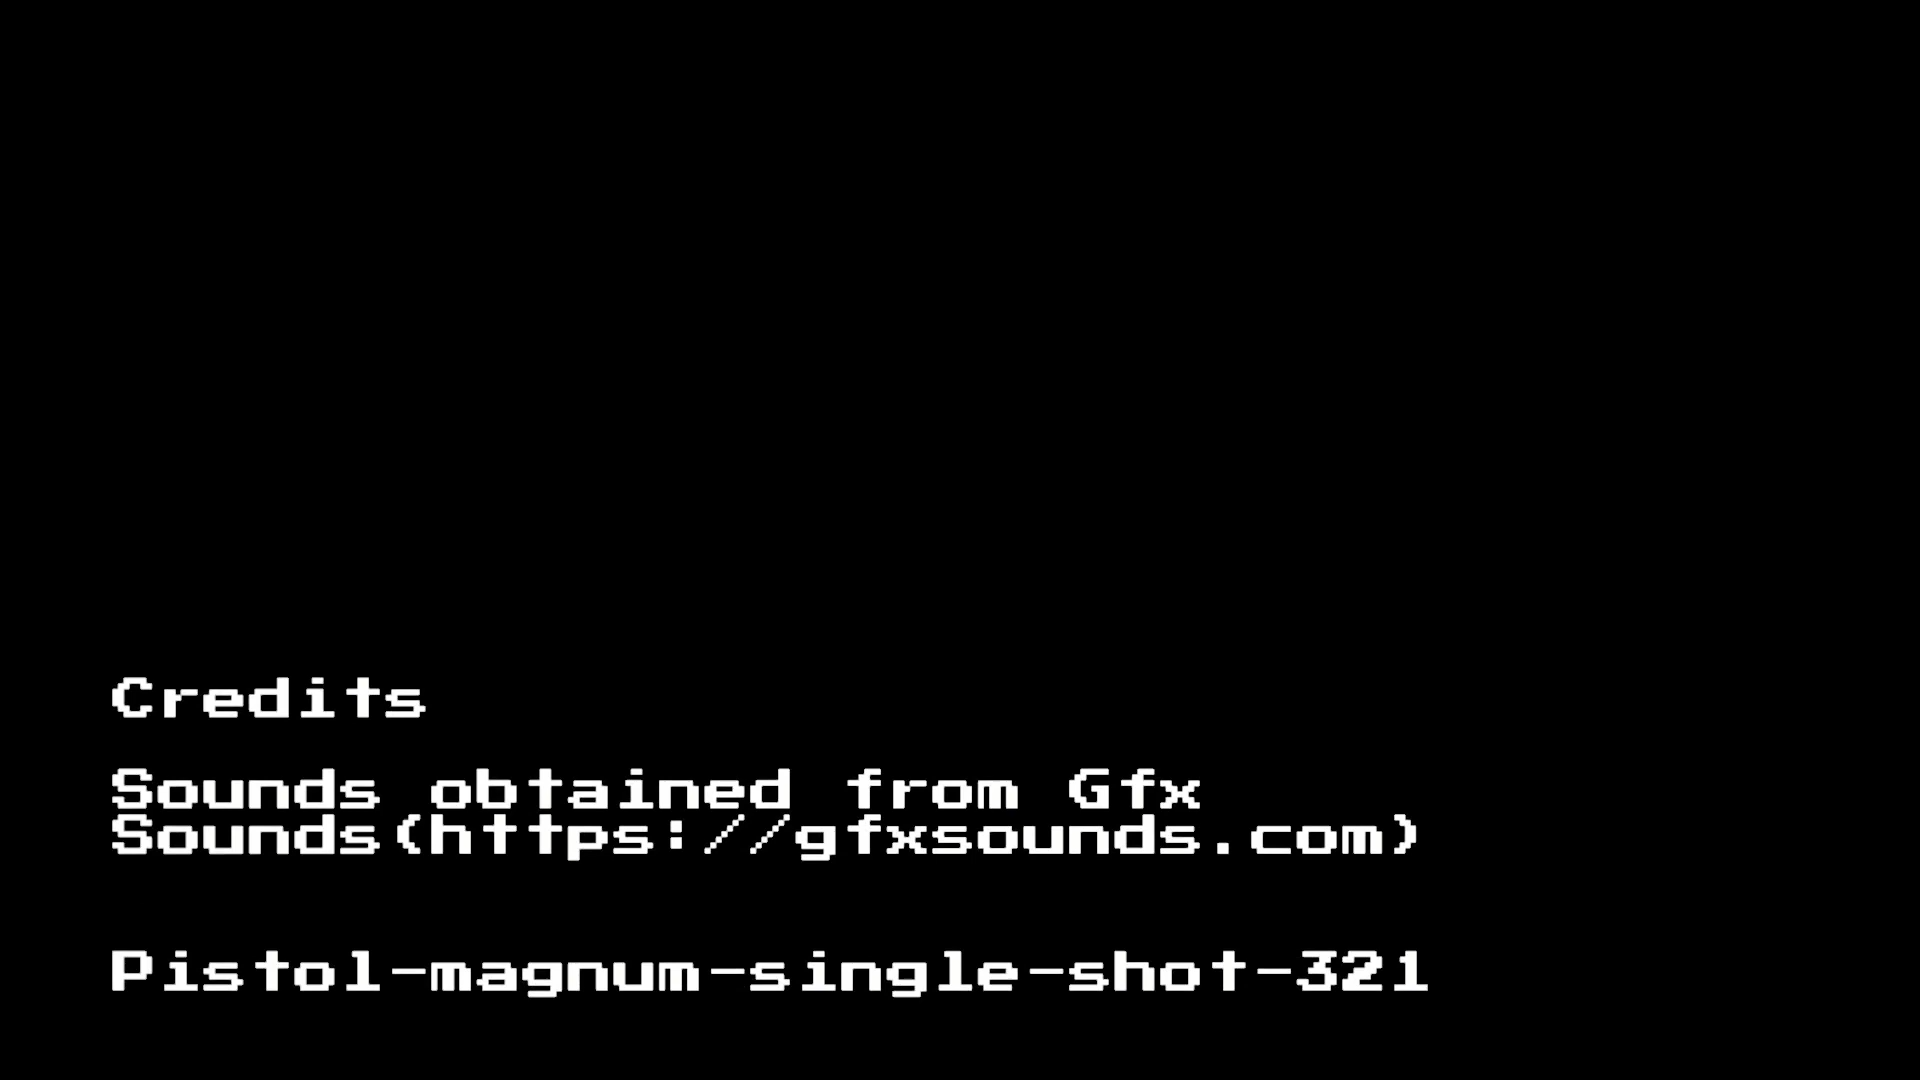 Credits
Sounds obtained from Gfx
Sounds(https://gfxsounds.com)
Pistol-magnum-single-shot-321